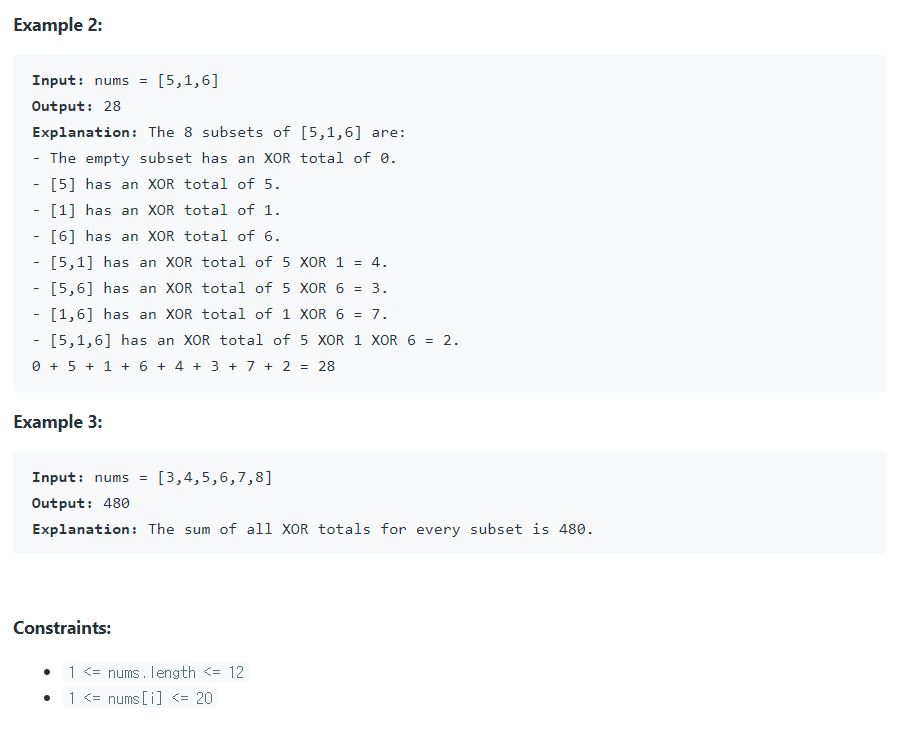 Example 2:
Input: nums = [5,1,6]
Output: 28
Explanation: The 8 subsets of [5,1,6] are:
- The empty subset has an XOR total of 0.
- [5] has an XOR total of 5.
- [1] has an XOR total of 1.
- [6] has an XOR total of 6.
- [5,1] has an XOR total of 5 XOR 1 = 4.
- [5,6] has an XOR total of 5 XOR 6 = 3.
- [1,6] has an XOR total of 1 XOR 6 = 7.
- [5,1,6] has an XOR total of 5 XOR 1 XOR 6 = 2.
0 + 5 + 1 + 6 + 4 + 3 + 7 + 2 = 28
Example 3:
Input: nums = [3,4,5,6,7,8]
Output: 480
Explanation: The sum of all XOR totals for every subset is 480.
Constraints:
• 1 <= nums.length <= 12
• 1 <= nums[i] <= 20